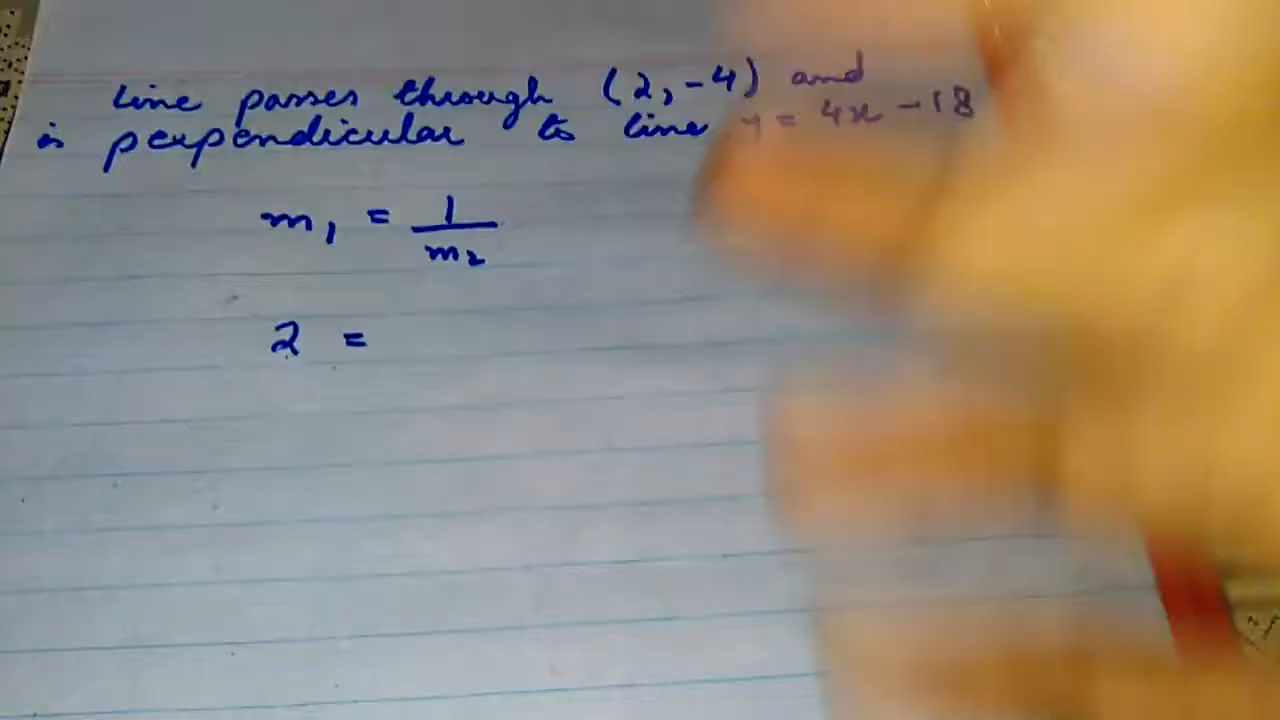 Line passes through (2,-4) and
is perpendicular to line y = 4x - 18
m₁ = 1/m₂
2 =